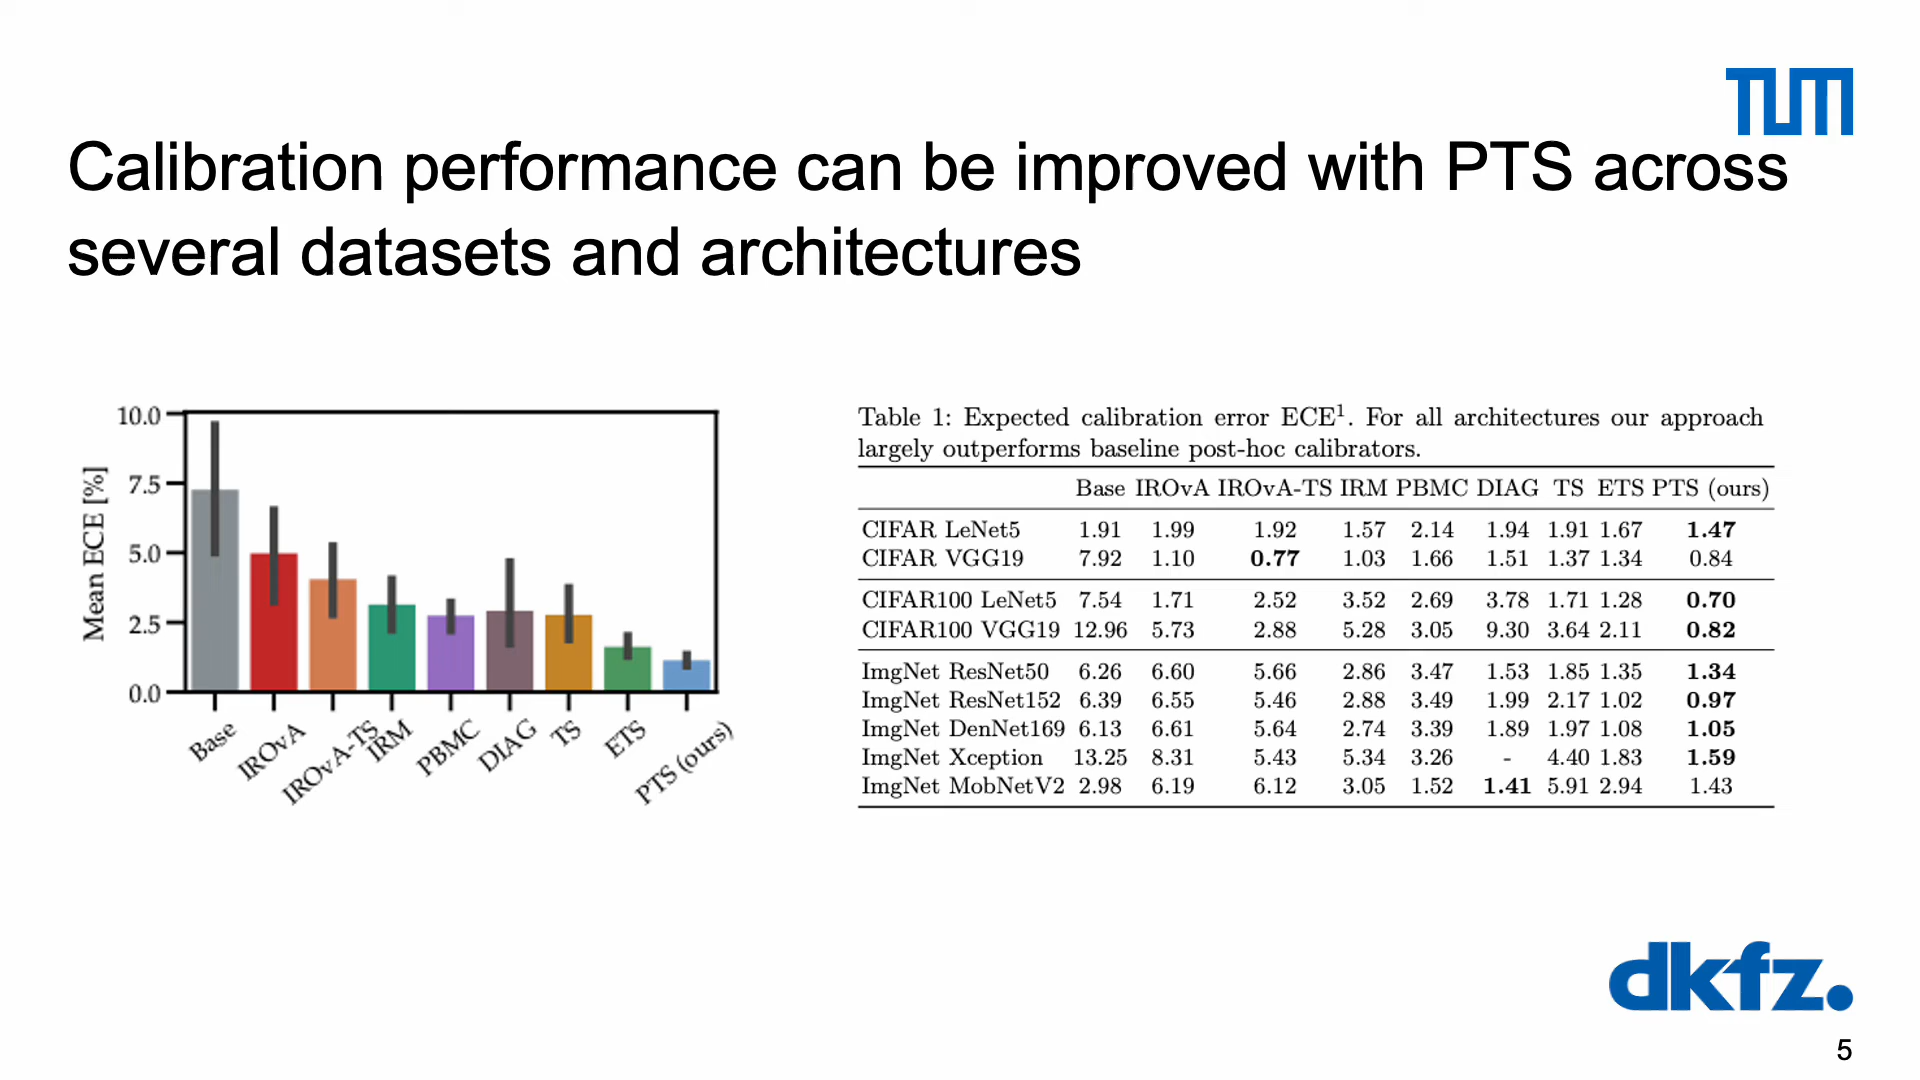 TUM
Calibration performance can be improved with PTS across
several datasets and architectures
10.0
7.5
5.0
2.5
0.0
Mean ECE [%]
Base
IROvA
IROvA-TS
IRM
PBMC
DIAG
TS
ETS
PTS (ours)
Table 1: Expected calibration error ECE¹. For all architectures our approach
largely outperforms baseline post-hoc calibrators.
Base IROvA IROvA-TS IRM PBMC DIAG TS ETS PTS (ours)
CIFAR LeNet5 1.91 1.99 1.92 1.57 2.14 1.94 1.91 1.67 1.47
CIFAR VGG19 7.92 1.10 0.77 1.03 1.66 1.51 1.37 1.34 0.84
CIFAR100 LeNet5 7.54 1.71 2.52 3.52 2.69 3.78 1.71 1.28 0.70
CIFAR100 VGG19 12.96 5.73 2.88 5.28 3.05 9.30 3.64 2.11 0.82
ImgNet ResNet50 6.26 6.60 5.66 2.86 3.47 1.53 1.85 1.35 1.34
ImgNet ResNet152 6.39 6.55 5.46 2.88 3.49 1.99 2.17 1.02 0.97
ImgNet DenNet169 6.13 6.61 5.64 2.74 3.39 1.89 1.97 1.08 1.05
ImgNet Xception 13.25 8.31 5.43 5.34 3.26 - 4.40 1.83 1.59
ImgNet MobNetV2 2.98 6.19 6.12 3.05 1.52 1.41 5.91 2.94 1.43
dkfz.
5